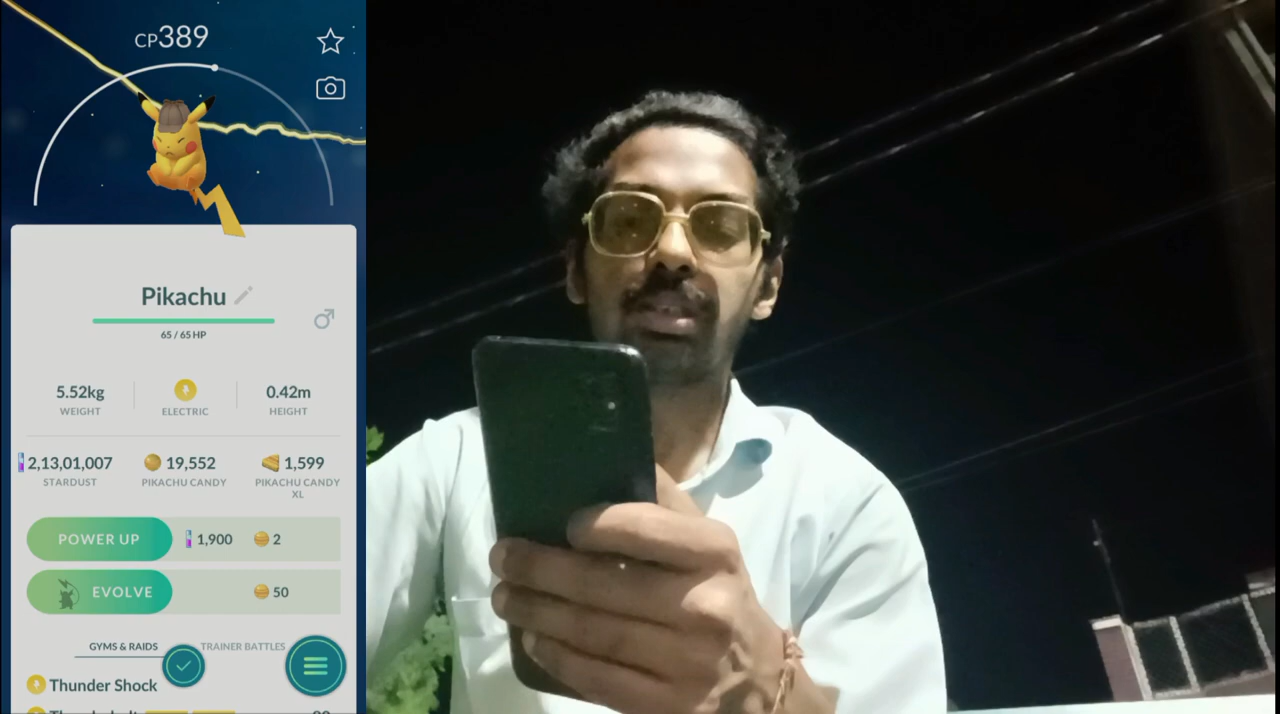 CP389
Pikachu
65 / 65 HP
5.52kg
WEIGHT
ELECTRIC
0.42m
HEIGHT
2,13,01,007
STARDUST
19,552
PIKACHU CANDY
1,599
PIKACHU CANDY
XL
POWER UP 1,900 2
EVOLVE 50
GYMS & RAIDS TRAINER BATTLES
Thunder Shock